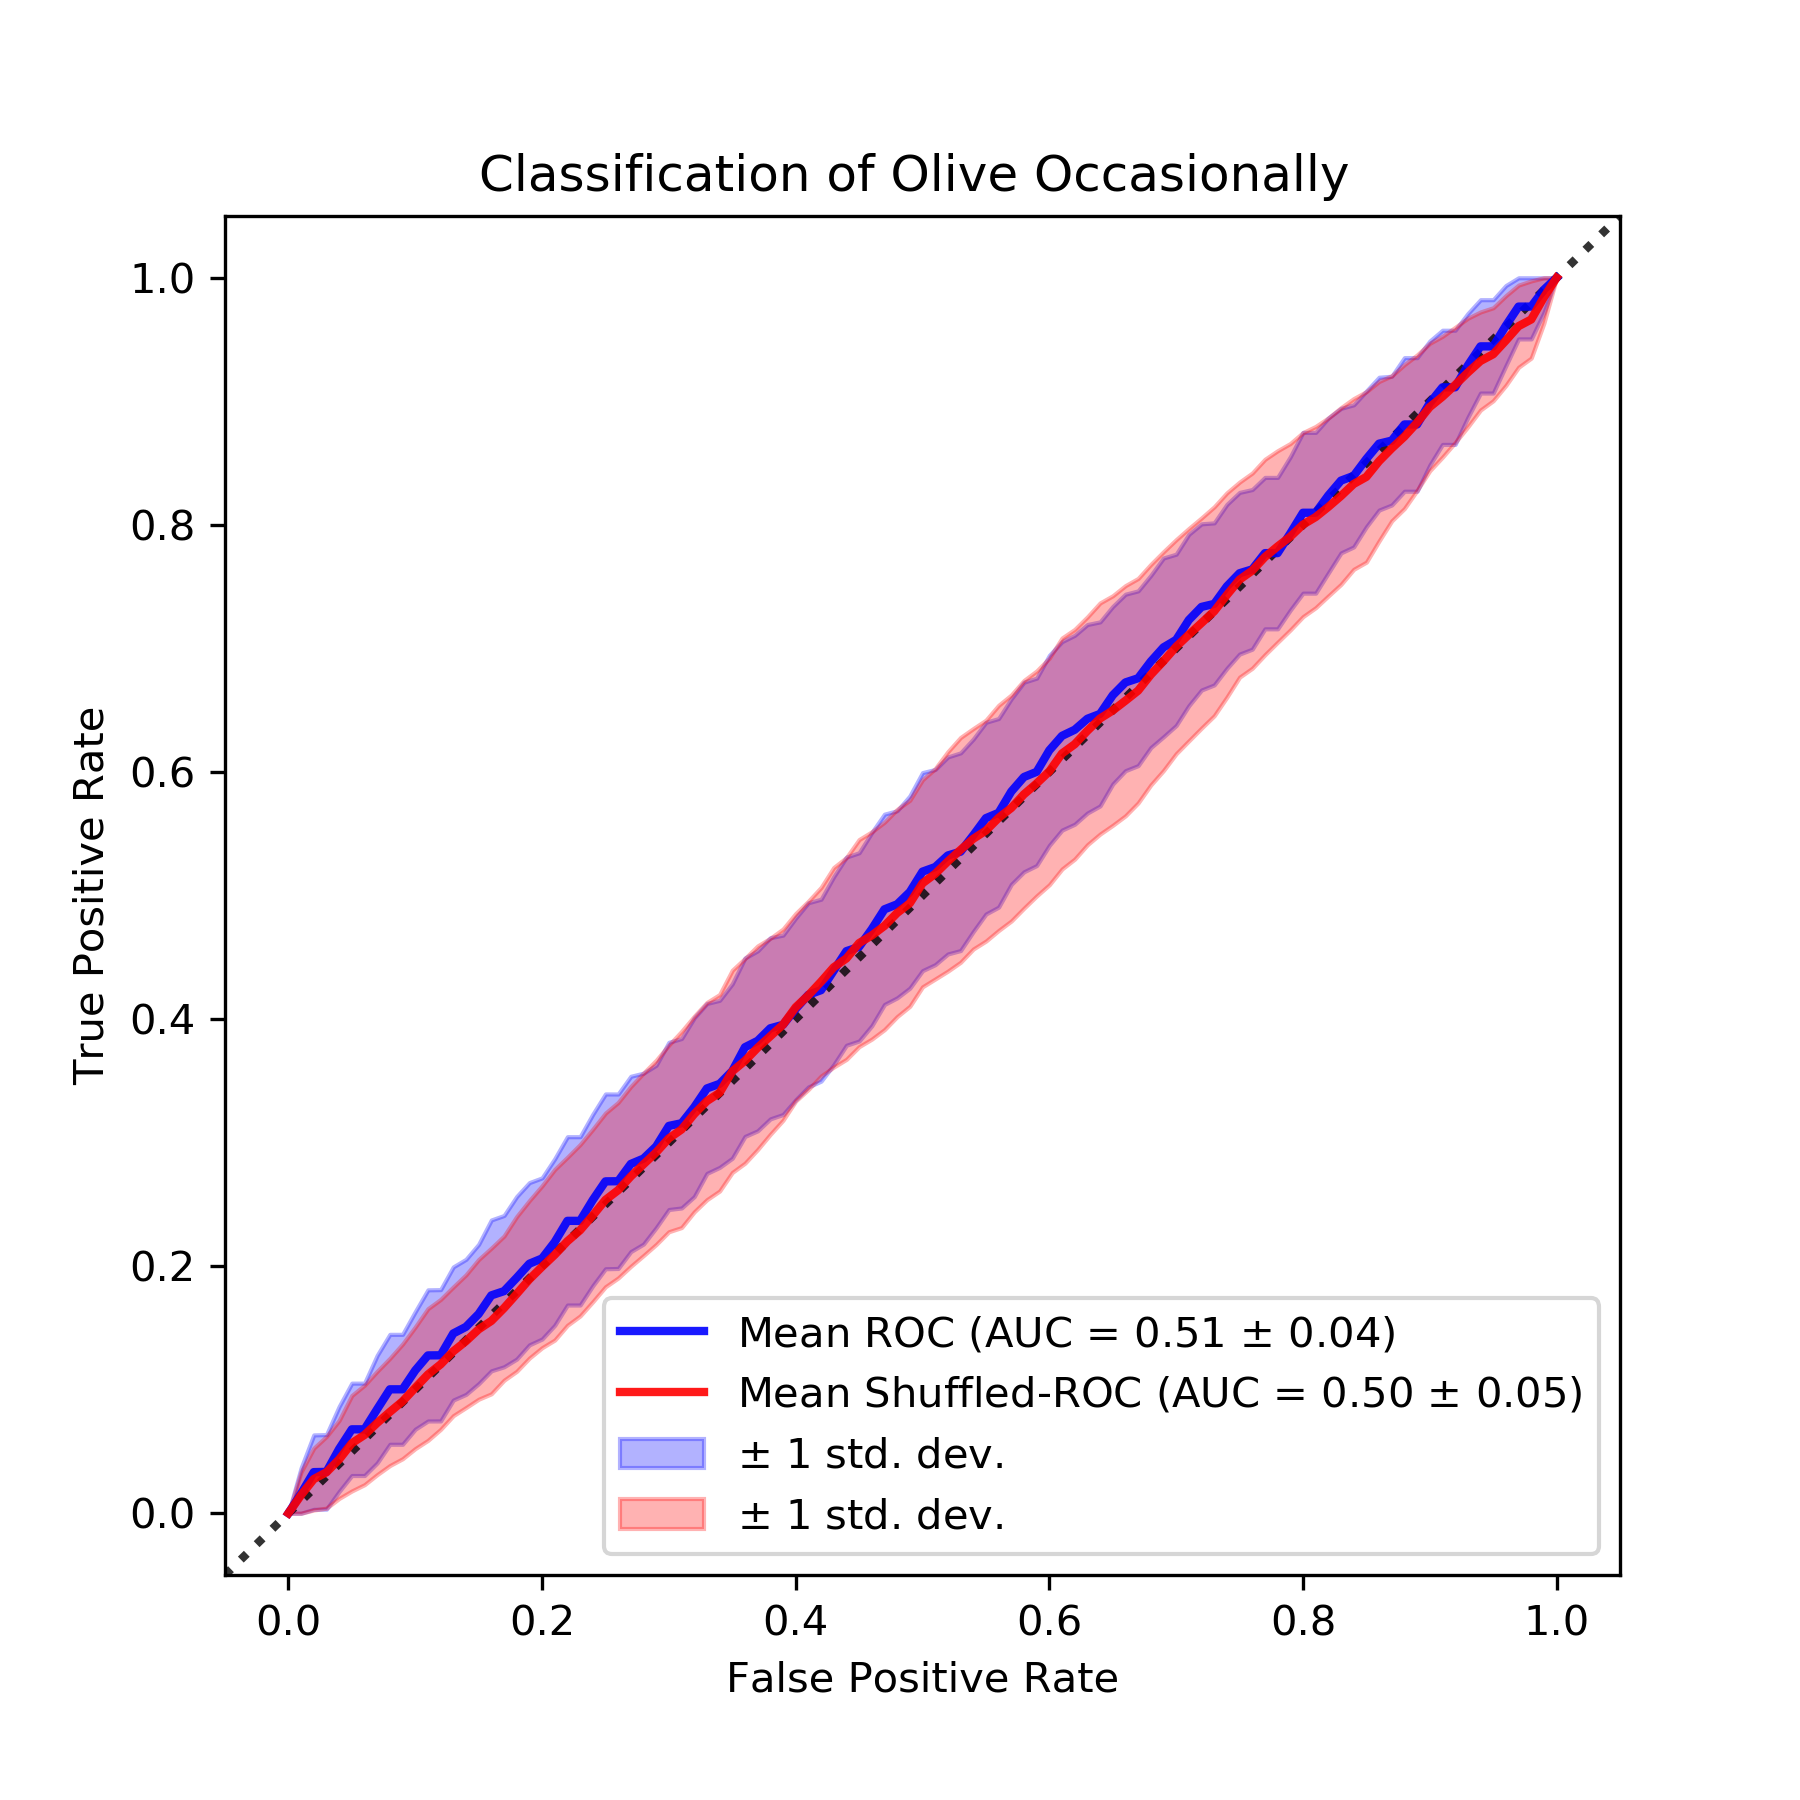 Classification of Olive Occasionally
True Positive Rate
1.0
0.8
0.6
0.4
0.2
0.0
Mean ROC (AUC = 0.51 ± 0.04)
Mean Shuffled-ROC (AUC = 0.50 ± 0.05)
± 1 std. dev.
± 1 std. dev.
0.0 0.2 0.4 0.6 0.8 1.0
False Positive Rate